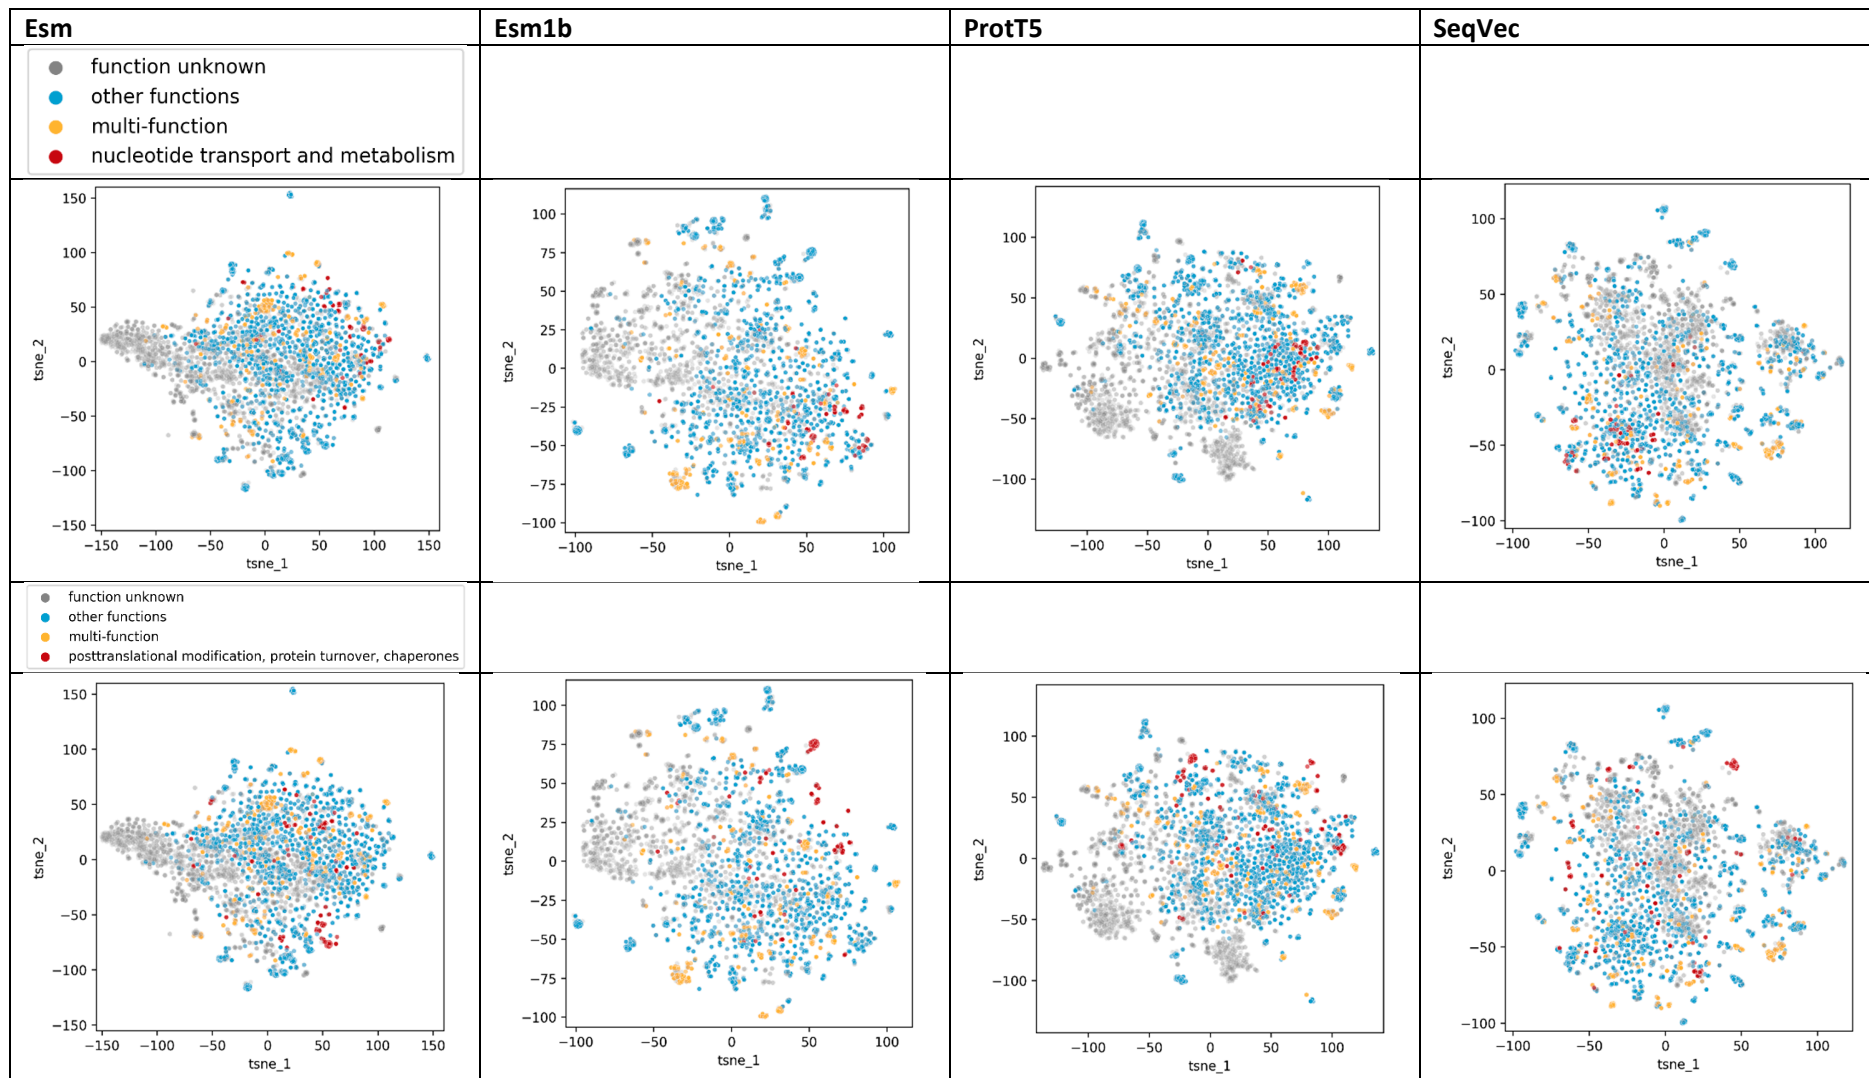 Esm Esm1b ProtT5 SeqVec
function unknown
other functions
multi-function
nucleotide transport and metabolism
150
100
50
0
−50
−100
−150
tsne_2
−150 −100 −50 0 50 100 150
tsne_1
100
75
50
25
0
−25
−50
−75
−100
tsne_2
−100 −50 0 50 100
tsne_1
100
50
0
−50
−100
tsne_2
−100 −50 0 50 100
tsne_1
100
50
0
−50
−100
tsne_2
−100 −50 0 50 100
tsne_1
function unknown
other functions
multi-function
posttranslational modification, protein turnover, chaperones
150
100
50
0
−50
−100
−150
tsne_2
−150 −100 −50 0 50 100 150
tsne_1
100
75
50
25
0
−25
−50
−75
−100
tsne_2
−100 −50 0 50 100
tsne_1
100
50
0
−50
−100
tsne_2
−100 −50 0 50 100
tsne_1
100
50
0
−50
−100
tsne_2
−100 −50 0 50 100
tsne_1